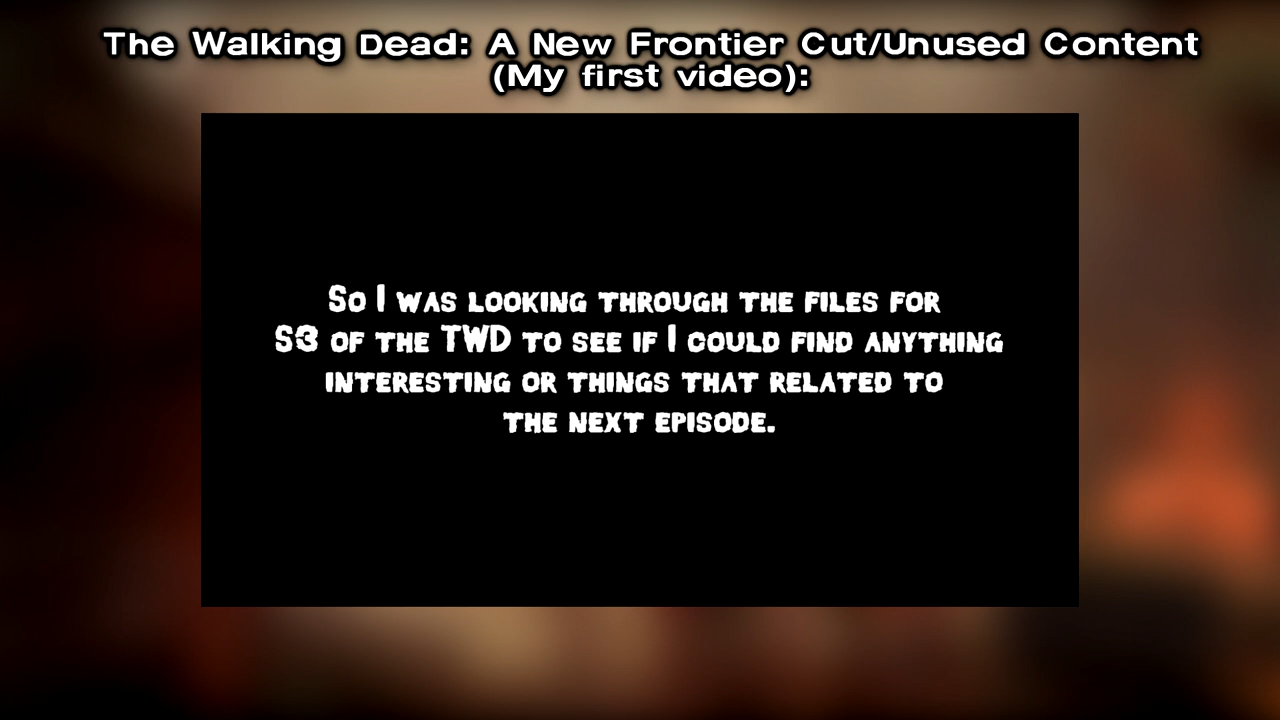 The Walking Dead: A New Frontier Cut/Unused Content
(My first video):
So I was looking through the files for
S3 of the TWD to see if I could find anything
interesting or things that related to
the next episode.